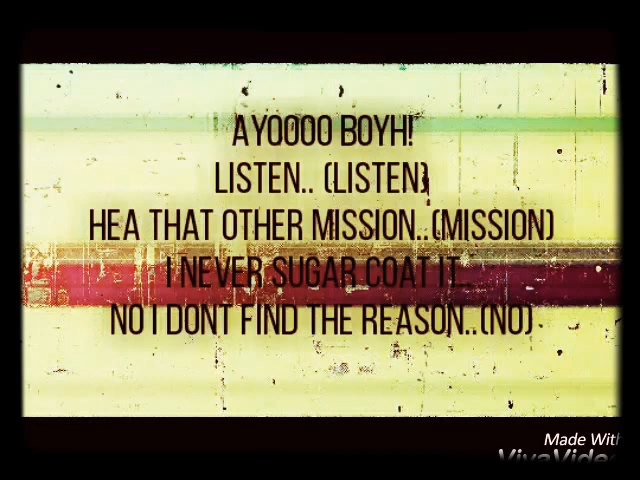 AYOOOO BOYH!
LISTEN.. (LISTEN)
HEA THAT OTHER MISSION..(MISSION)
I NEVER SUGAR COAT IT..
NO I DONT FIND THE REASON..(NO)
Made With
VivaVideo